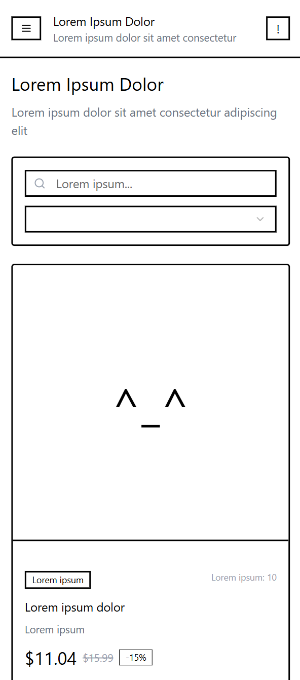 Lorem Ipsum Dolor
Lorem ipsum dolor sit amet consectetur
!
Lorem Ipsum Dolor
Lorem ipsum dolor sit amet consectetur adipiscing
elit
Lorem ipsum...
^_^
Lorem ipsum
Lorem ipsum: 10
Lorem ipsum dolor
Lorem ipsum
$11.04 $15.99 -15%